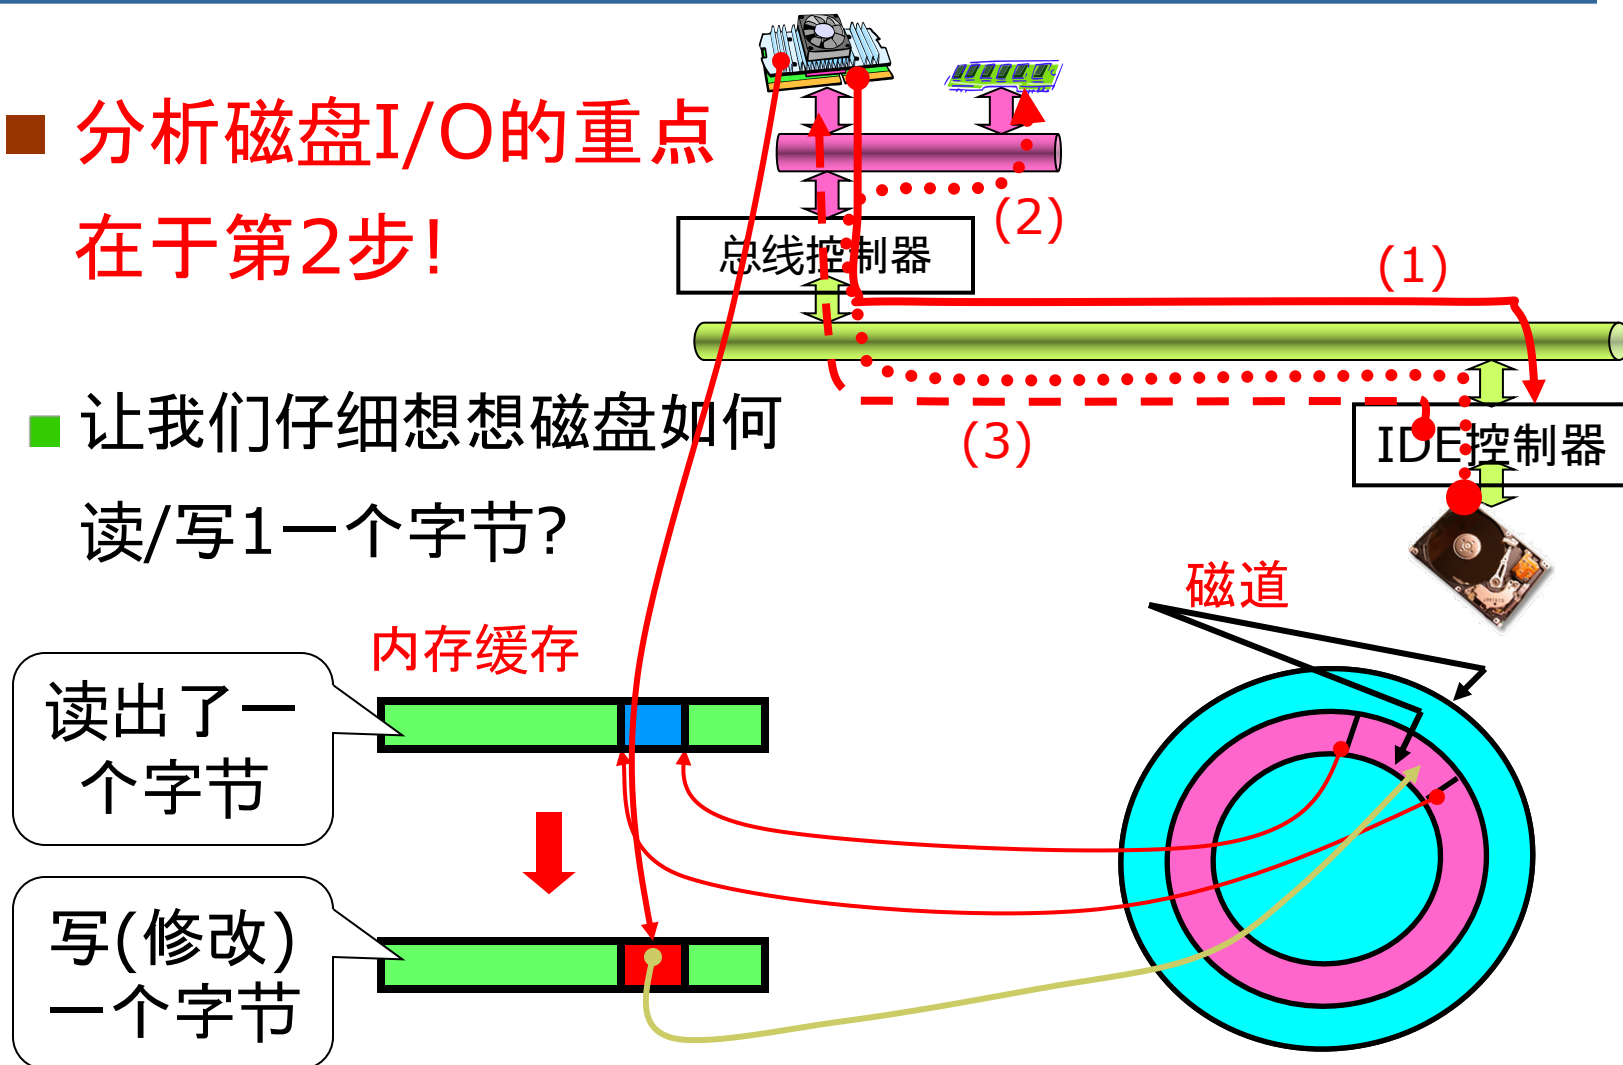 分析磁盘I/O的重点
在于第2步!
(2)
总线控制器
(1)
让我们仔细想想磁盘如何
读/写1一个字节?
(3)
IDE控制器
磁道
内存缓存
读出了一
个字节
写(修改)
一个字节